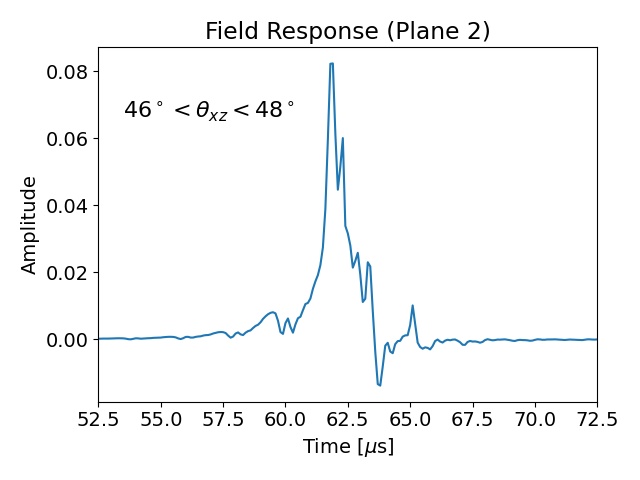 Field Response (Plane 2)
0.08
46° < θxz < 48°
0.06
0.04
0.02
0.00
Amplitude
52.5 55.0 57.5 60.0 62.5 65.0 67.5 70.0 72.5
Time [μs]